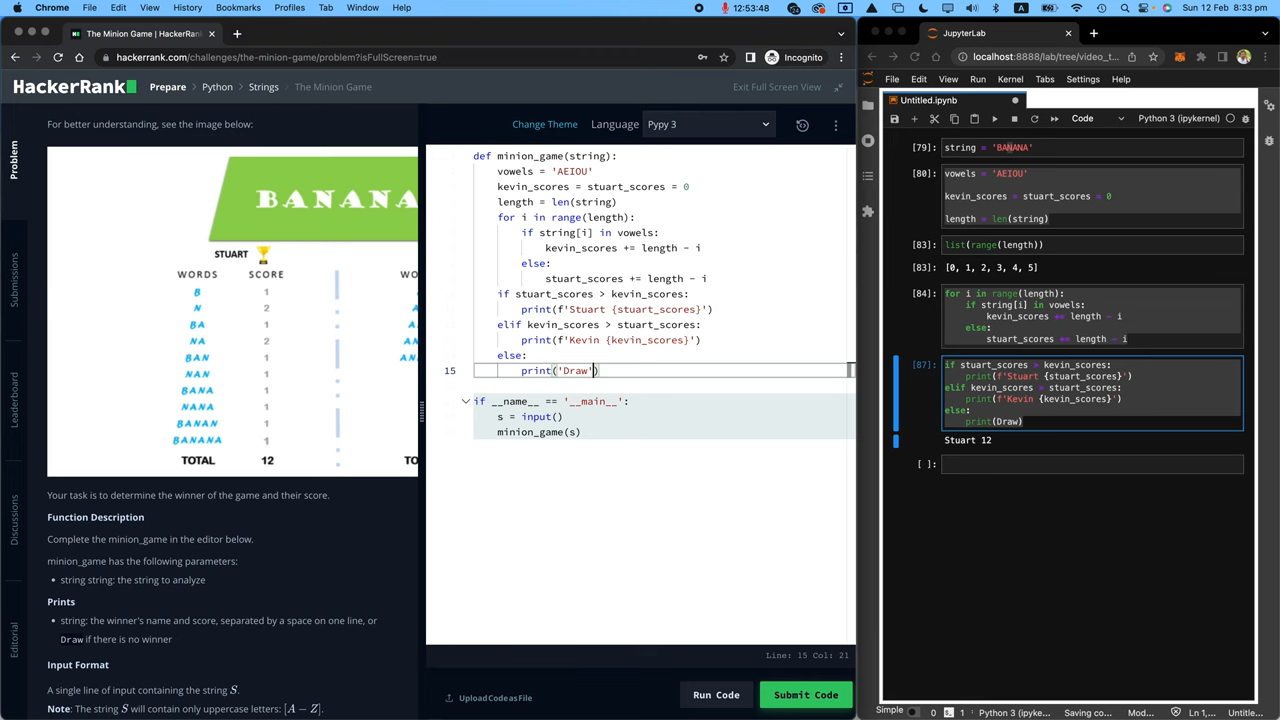 Chrome File Edit View History Bookmarks Profiles Tab Window Help
12:53:48
Sun 12 Feb 8:33 pm
The Minion Game | HackerRank
hackerrank.com/challenges/the-minion-game/problem?isFullScreen=true
Incognito
HackerRank
Prepare
Python
Strings
The Minion Game
Exit Full Screen View
Problem
Submissions
Leaderboard
Discussions
Editorial
For better understanding, see the image below:
BANANA
STUART
WORDS SCORE
B 1
N 2
BA 1
NA 2
BAN 1
NAN 1
BANA 1
NANA 1
BANAN 1
BANANA 1
TOTAL 12
Your task is to determine the winner of the game and their score.
Function Description
Complete the minion_game in the editor below.
minion_game has the following parameters:
• string string: the string to analyze
Prints
• string: the winner's name and score, separated by a space on one line, or
Draw if there is no winner
Input Format
A single line of input containing the string S.
Note: The string S will contain only uppercase letters: [A − Z].
Change Theme
Language
Pypy 3
def minion_game(string):
vowels = 'AEIOU'
kevin_scores = stuart_scores = 0
length = len(string)
for i in range(length):
if string[i] in vowels:
kevin_scores += length - i
else:
stuart_scores += length - i
if stuart_scores > kevin_scores:
print(f'Stuart {stuart_scores}')
elif kevin_scores > stuart_scores:
print(f'Kevin {kevin_scores}')
else:
15 print('Draw')
if __name__ == '__main__':
s = input()
minion_game(s)
Line: 15 Col: 21
Upload Code as File
Run Code
Submit Code
JupyterLab
localhost:8888/lab/tree/video_t...
File Edit View Run Kernel Tabs Settings Help
Untitled.ipynb
Code
Python 3 (ipykernel)
[79]: string = 'BANANA'
[80]: vowels = 'AEIOU'
kevin_scores = stuart_scores = 0
length = len(string)
[83]: list(range(length))
[83]: [0, 1, 2, 3, 4, 5]
[84]: for i in range(length):
if string[i] in vowels:
kevin_scores += length - i
else:
stuart_scores += length - i
[87]: if stuart_scores > kevin_scores:
print(f'Stuart {stuart_scores}')
elif kevin_scores > stuart_scores:
print(f'Kevin {kevin_scores}')
else:
print(Draw)
Stuart 12
[ ]:
Simple 0 1 Python 3 (ipyke... Saving co... Mod... Ln 1,... Untitle...